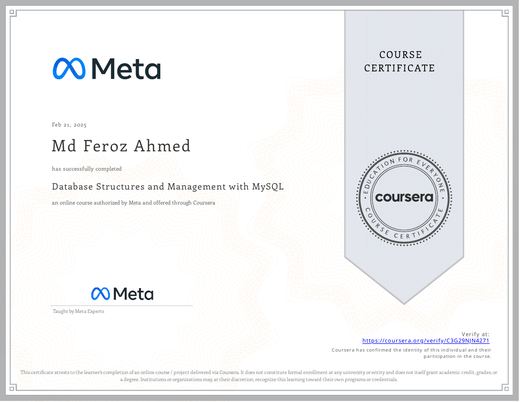 Meta
COURSE
CERTIFICATE
Feb 21, 2025
Md Feroz Ahmed
has successfully completed
Database Structures and Management with MySQL
an online course authorized by Meta and offered through Coursera
EDUCATION FOR EVERYONE
coursera
COURSE CERTIFICATE
Meta
Taught by Meta Experts
Verify at:
https://coursera.org/verify/C3G29NJN4271
Coursera has confirmed the identity of this individual and their
participation in the course.
This certificate attests to the learner's completion of an online course / project delivered via Coursera. It does not constitute formal enrollment at any university or entity and does not itself grant academic credit, grades, or
a degree. Institutions or organizations may, at their discretion, recognize this learning toward their own programs or credentials.